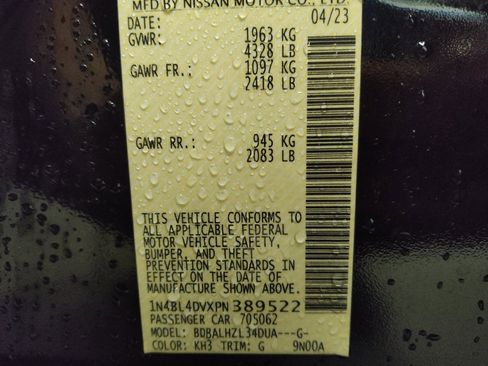 MFD BY NISSAN MOTOR CO., LTD.
DATE: 04/23
GVWR: 1963 KG
4328 LB
GAWR FR.: 1097 KG
2418 LB
GAWR RR.: 945 KG
2083 LB
THIS VEHICLE CONFORMS TO
ALL APPLICABLE FEDERAL
MOTOR VEHICLE SAFETY,
BUMPER, AND THEFT
PREVENTION STANDARDS IN
EFFECT ON THE DATE OF
MANUFACTURE SHOWN ABOVE.
1N4BL4DVXPN389522
PASSENGER CAR 705062
MODEL: BDBALHZL34DUA---G-
COLOR: KH3 TRIM: G 9N00A